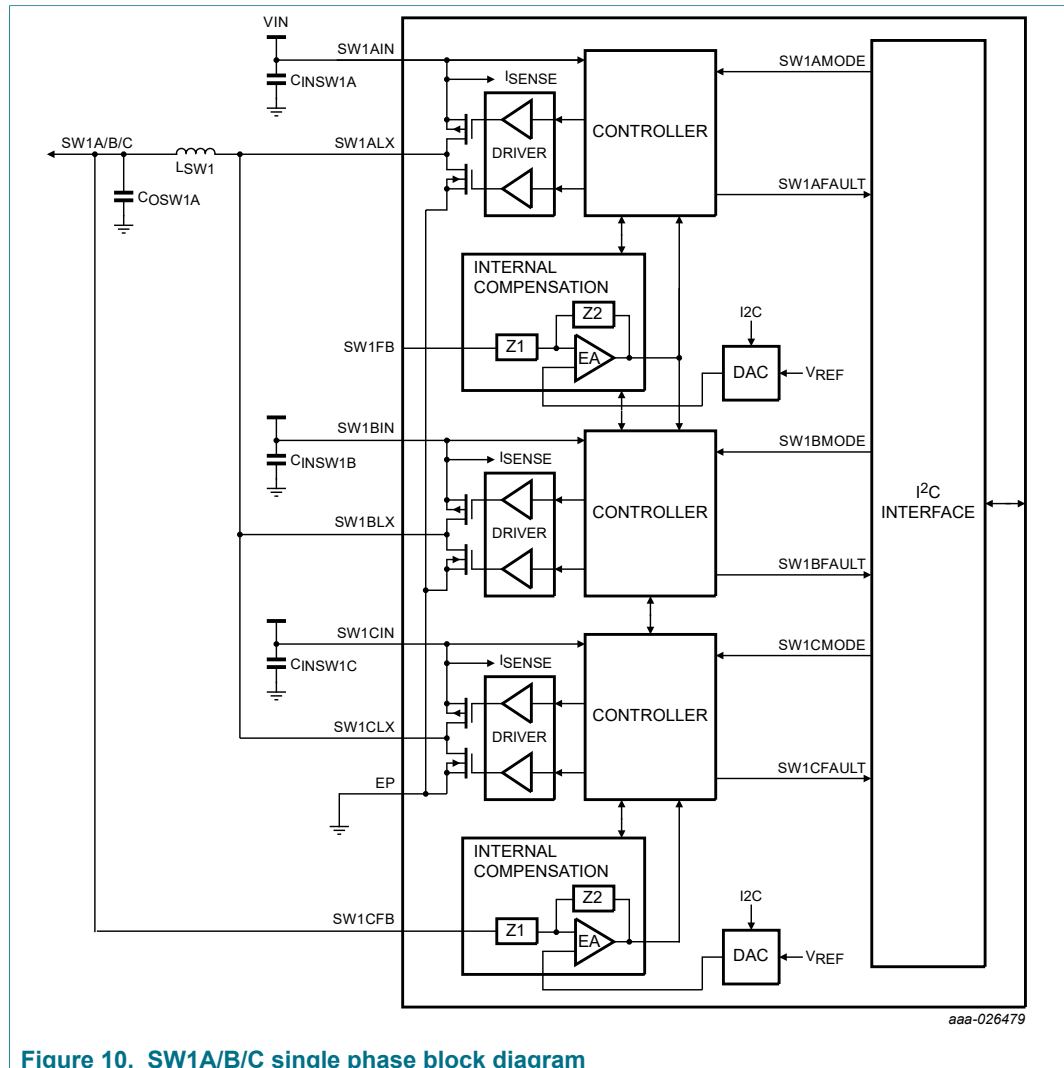 VIN
SW1AIN
CINSW1A
ISENSE
CONTROLLER
SW1AMODE
SW1A/B/C
LSW1
SW1ALX
DRIVER
COSW1A
SW1AFAULT
INTERNAL
COMPENSATION
Z2
I2C
SW1FB
Z1
EA
DAC
VREF
SW1BIN
CINSW1B
ISENSE
CONTROLLER
SW1BMODE
I2C
INTERFACE
SW1BLX
DRIVER
SW1BFAULT
SW1CIN
CINSW1C
ISENSE
CONTROLLER
SW1CMODE
SW1CLX
DRIVER
EP
SW1CFAULT
INTERNAL
COMPENSATION
Z2
I2C
SW1CFB
Z1
EA
DAC
VREF
aaa-026479
Figure 10. SW1A/B/C single phase block diagram